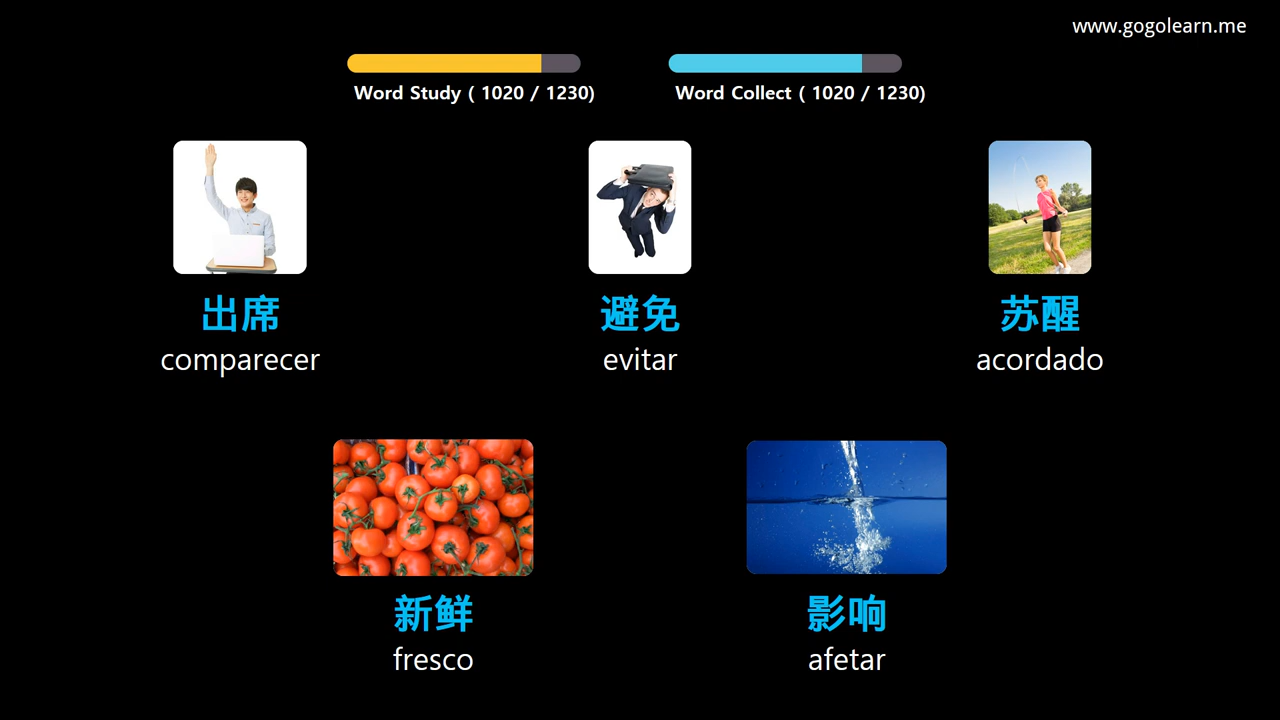 www.gogolearn.me
Word Study ( 1020 / 1230)
Word Collect ( 1020 / 1230)
出席
comparecer
避免
evitar
苏醒
acordado
新鲜
fresco
影响
afetar